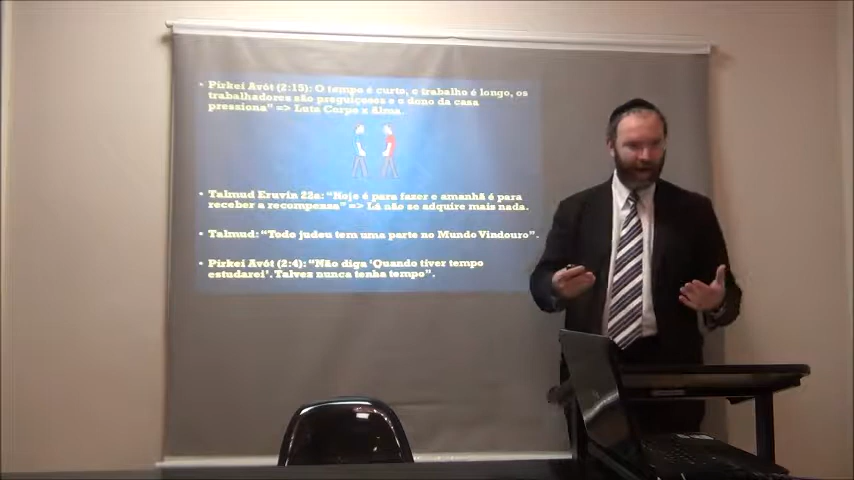 Pirkei Avót (2:15): O tempo é curto, o trabalho é longo, os
trabalhadores são preguiçosos e o dono da casa
pressiona" => Luta Corpo x Alma.
Talmud Eruvin 22a: "Hoje é para fazer e amanhã é para
receber a recompensa" => Lá não se adquire mais nada.
Talmud: "Todo judeu tem uma parte no Mundo Vindouro".
Pirkei Avót (2:4): "Não diga 'Quando tiver tempo
estudarei'. Talvez nunca tenha tempo".